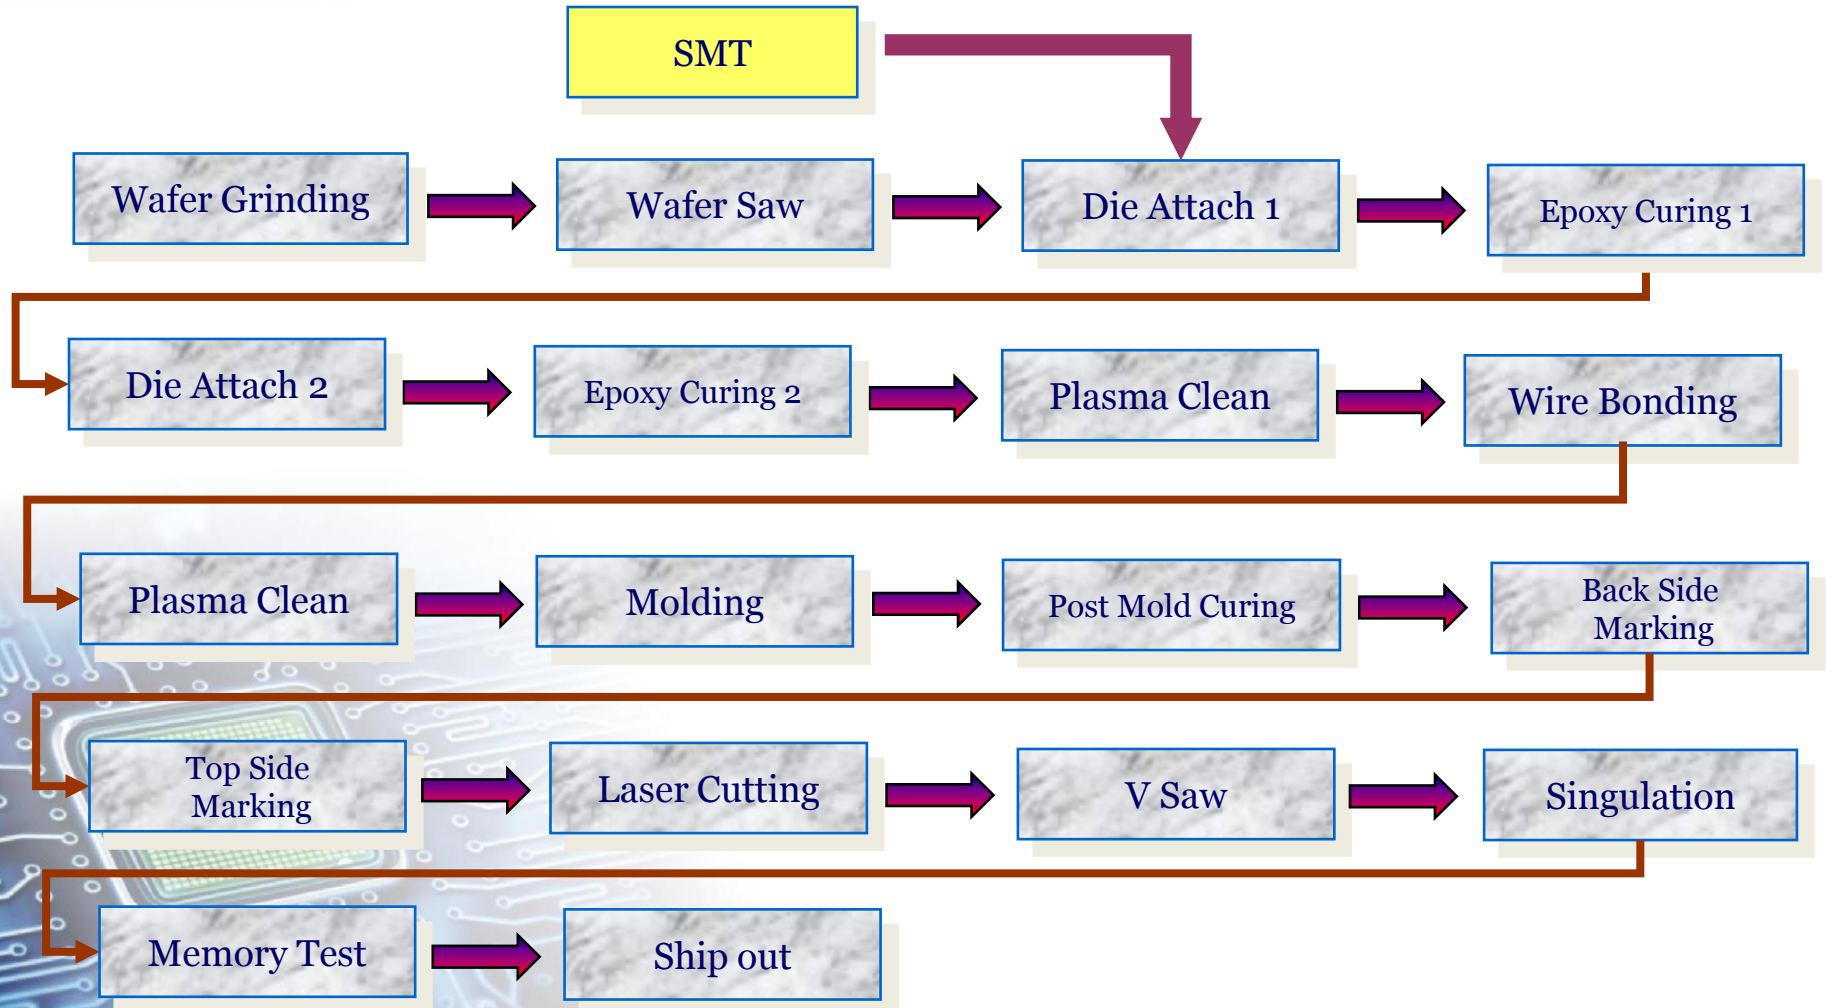 SMT
Wafer Grinding
Wafer Saw
Die Attach 1
Epoxy Curing 1
Die Attach 2
Epoxy Curing 2
Plasma Clean
Wire Bonding
Plasma Clean
Molding
Post Mold Curing
Back Side
Marking
Top Side
Marking
Laser Cutting
V Saw
Singulation
Memory Test
Ship out